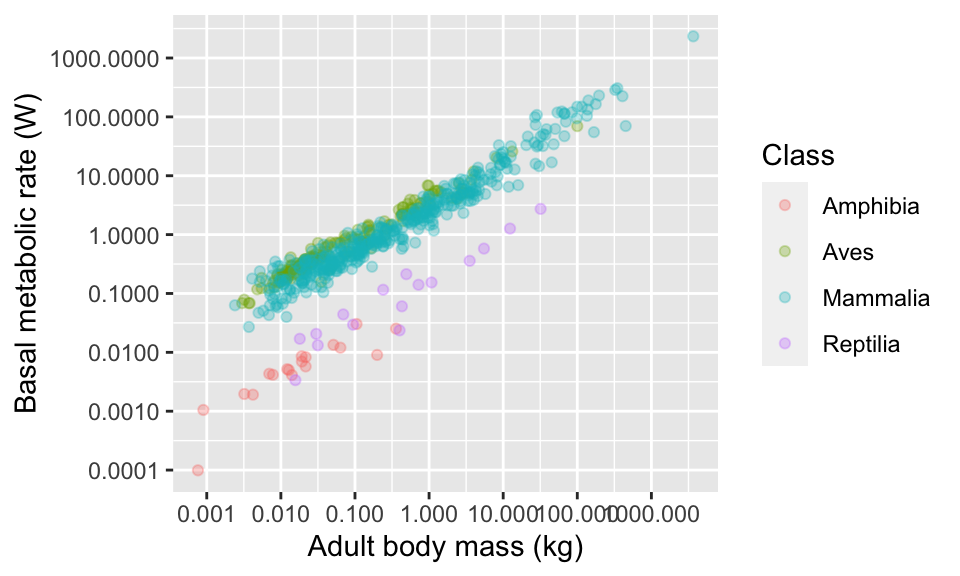 Basal metabolic rate (W)
1000.0000
100.0000
10.0000
1.0000
0.1000
0.0100
0.0010
0.0001
0.001 0.010 0.100 1.000 10.000 100.000 1000.000
Adult body mass (kg)
Class
Amphibia
Aves
Mammalia
Reptilia